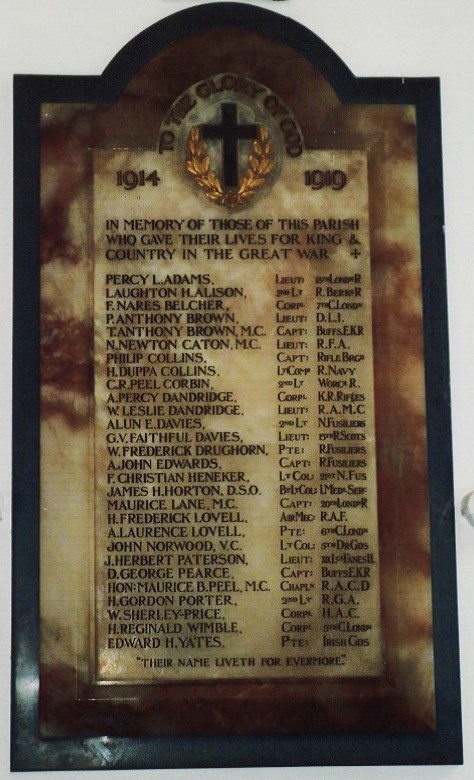 TO THE GLORY OF GOD
1914 1919
IN MEMORY OF THOSE OF THIS PARISH
WHO GAVE THEIR LIVES FOR KING &
COUNTRY IN THE GREAT WAR
PERCY L. ADAMS, LIEUT: LONDON R
LAUGHTON H. ALISON, 2ND LT R. BERKS R
F. NARES BELCHER, CORPL 7TH C. LONDN
P. ANTHONY BROWN, LIEUT: D.L.I.
T. ANTHONY BROWN, M.C. CAPT: BUFFS. E.K.R
N. NEWTON CATON, M.C. LIEUT: R.F.A.
PHILIP COLLINS, CAPT: RIFLE BRGD
H. DUPPA COLLINS, LT COMR R. NAVY
C. R. PEEL CORBIN, 2ND LT WORCR R.
A. PERCY DANDRIDGE, CORPL K.R. RIFLES
W. LESLIE DANDRIDGE, LIEUT: R.A.M.C
ALUN E. DAVIES, 2ND LT N. FUSILIERS
G. V. FAITHFUL DAVIES, LIEUT: 15TH R. SCOTS
W. FREDERICK DRUGHORN, PTE: R. FUSILIERS
A. JOHN EDWARDS, CAPT: R. FUSILIERS
F. CHRISTIAN HENEKER, LT COL: 21ST N. FUS
JAMES H. HORTON, D.S.O. BT LT COL: I. MEDL SERC
MAURICE LANE, M.C. CAPT: 20TH LONDN R
H. FREDERICK LOVELL, AIR MEC: R.A.F.
A. LAURENCE LOVELL, PTE: 6TH C. LONDN
JOHN NORWOOD, V.C. LT COL: 5TH DR GDS
J. HERBERT PATERSON, LIEUT: FANES H.
D. GEORGE PEARCE, CAPT: BUFFS. E.K.R
HON: MAURICE B. PEEL, M.C. CHAPLN R.A.C.D
H. GORDON PORTER, 2ND LT R.G.A.
W. SHERLEY-PRICE, CORPL H.A.C.
H. REGINALD WIMBLE, CORPL 5TH C. LONDN
EDWARD H. YATES, PTE: IRISH GDS
"THEIR NAME LIVETH FOR EVERMORE."